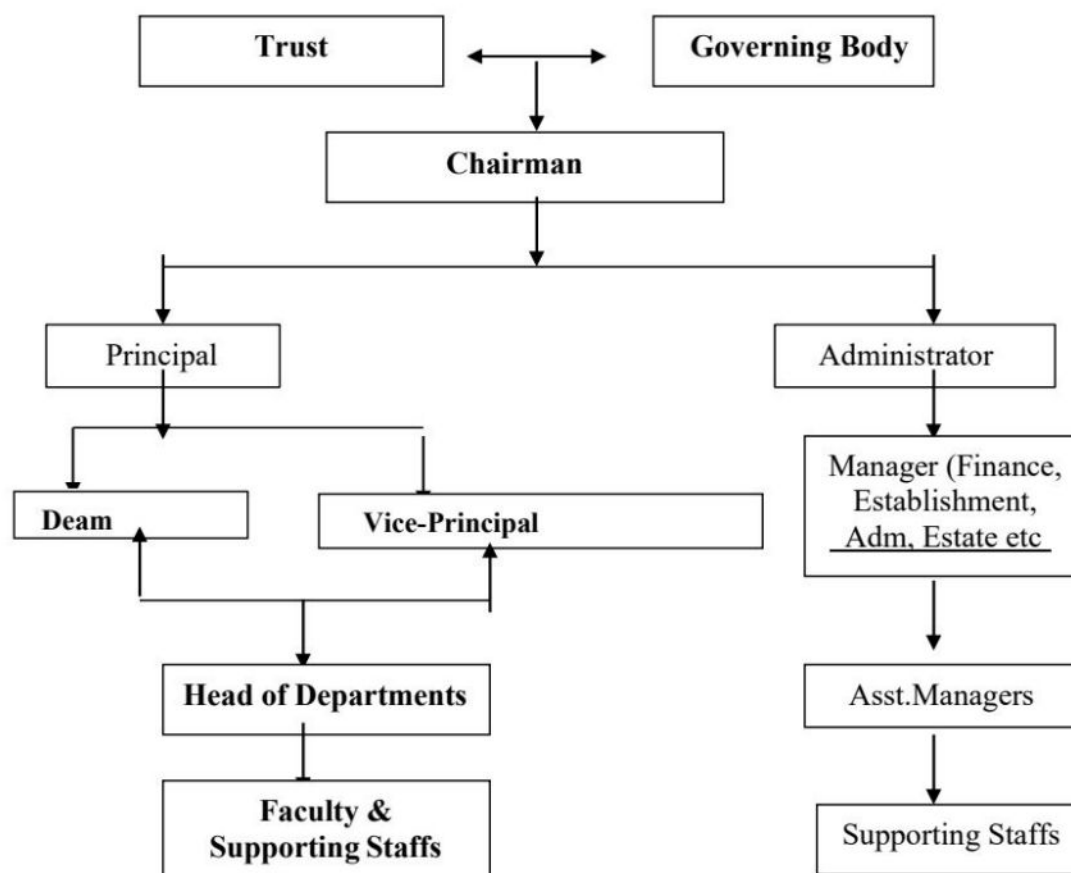 Trust
Governing Body
Chairman
Principal
Administrator
Deam
Vice-Principal
Manager (Finance,
Establishment,
Adm, Estate etc
Head of Departments
Asst.Managers
Faculty &
Supporting Staffs
Supporting Staffs